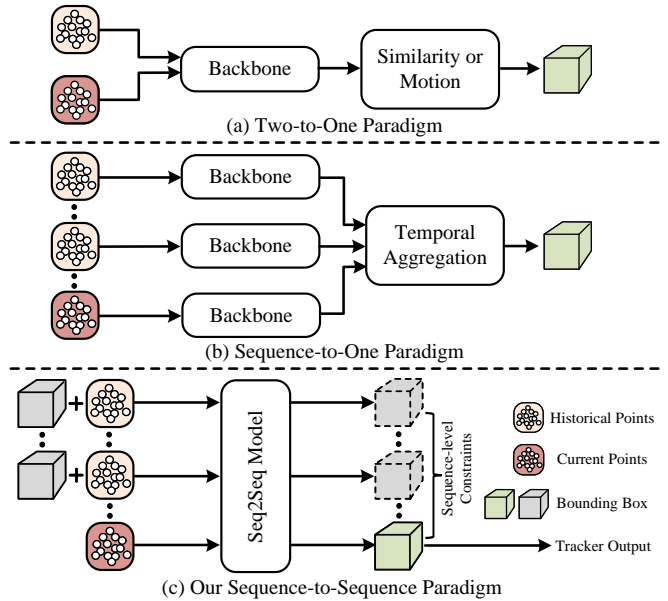 Backbone
Similarity or
Motion
(a) Two-to-One Paradigm
Backbone
Backbone
Backbone
Temporal
Aggregation
(b) Sequence-to-One Paradigm
Seq2Seq Model
Sequence-level
Constraints
Historical Points
Current Points
Bounding Box
Tracker Output
(c) Our Sequence-to-Sequence Paradigm